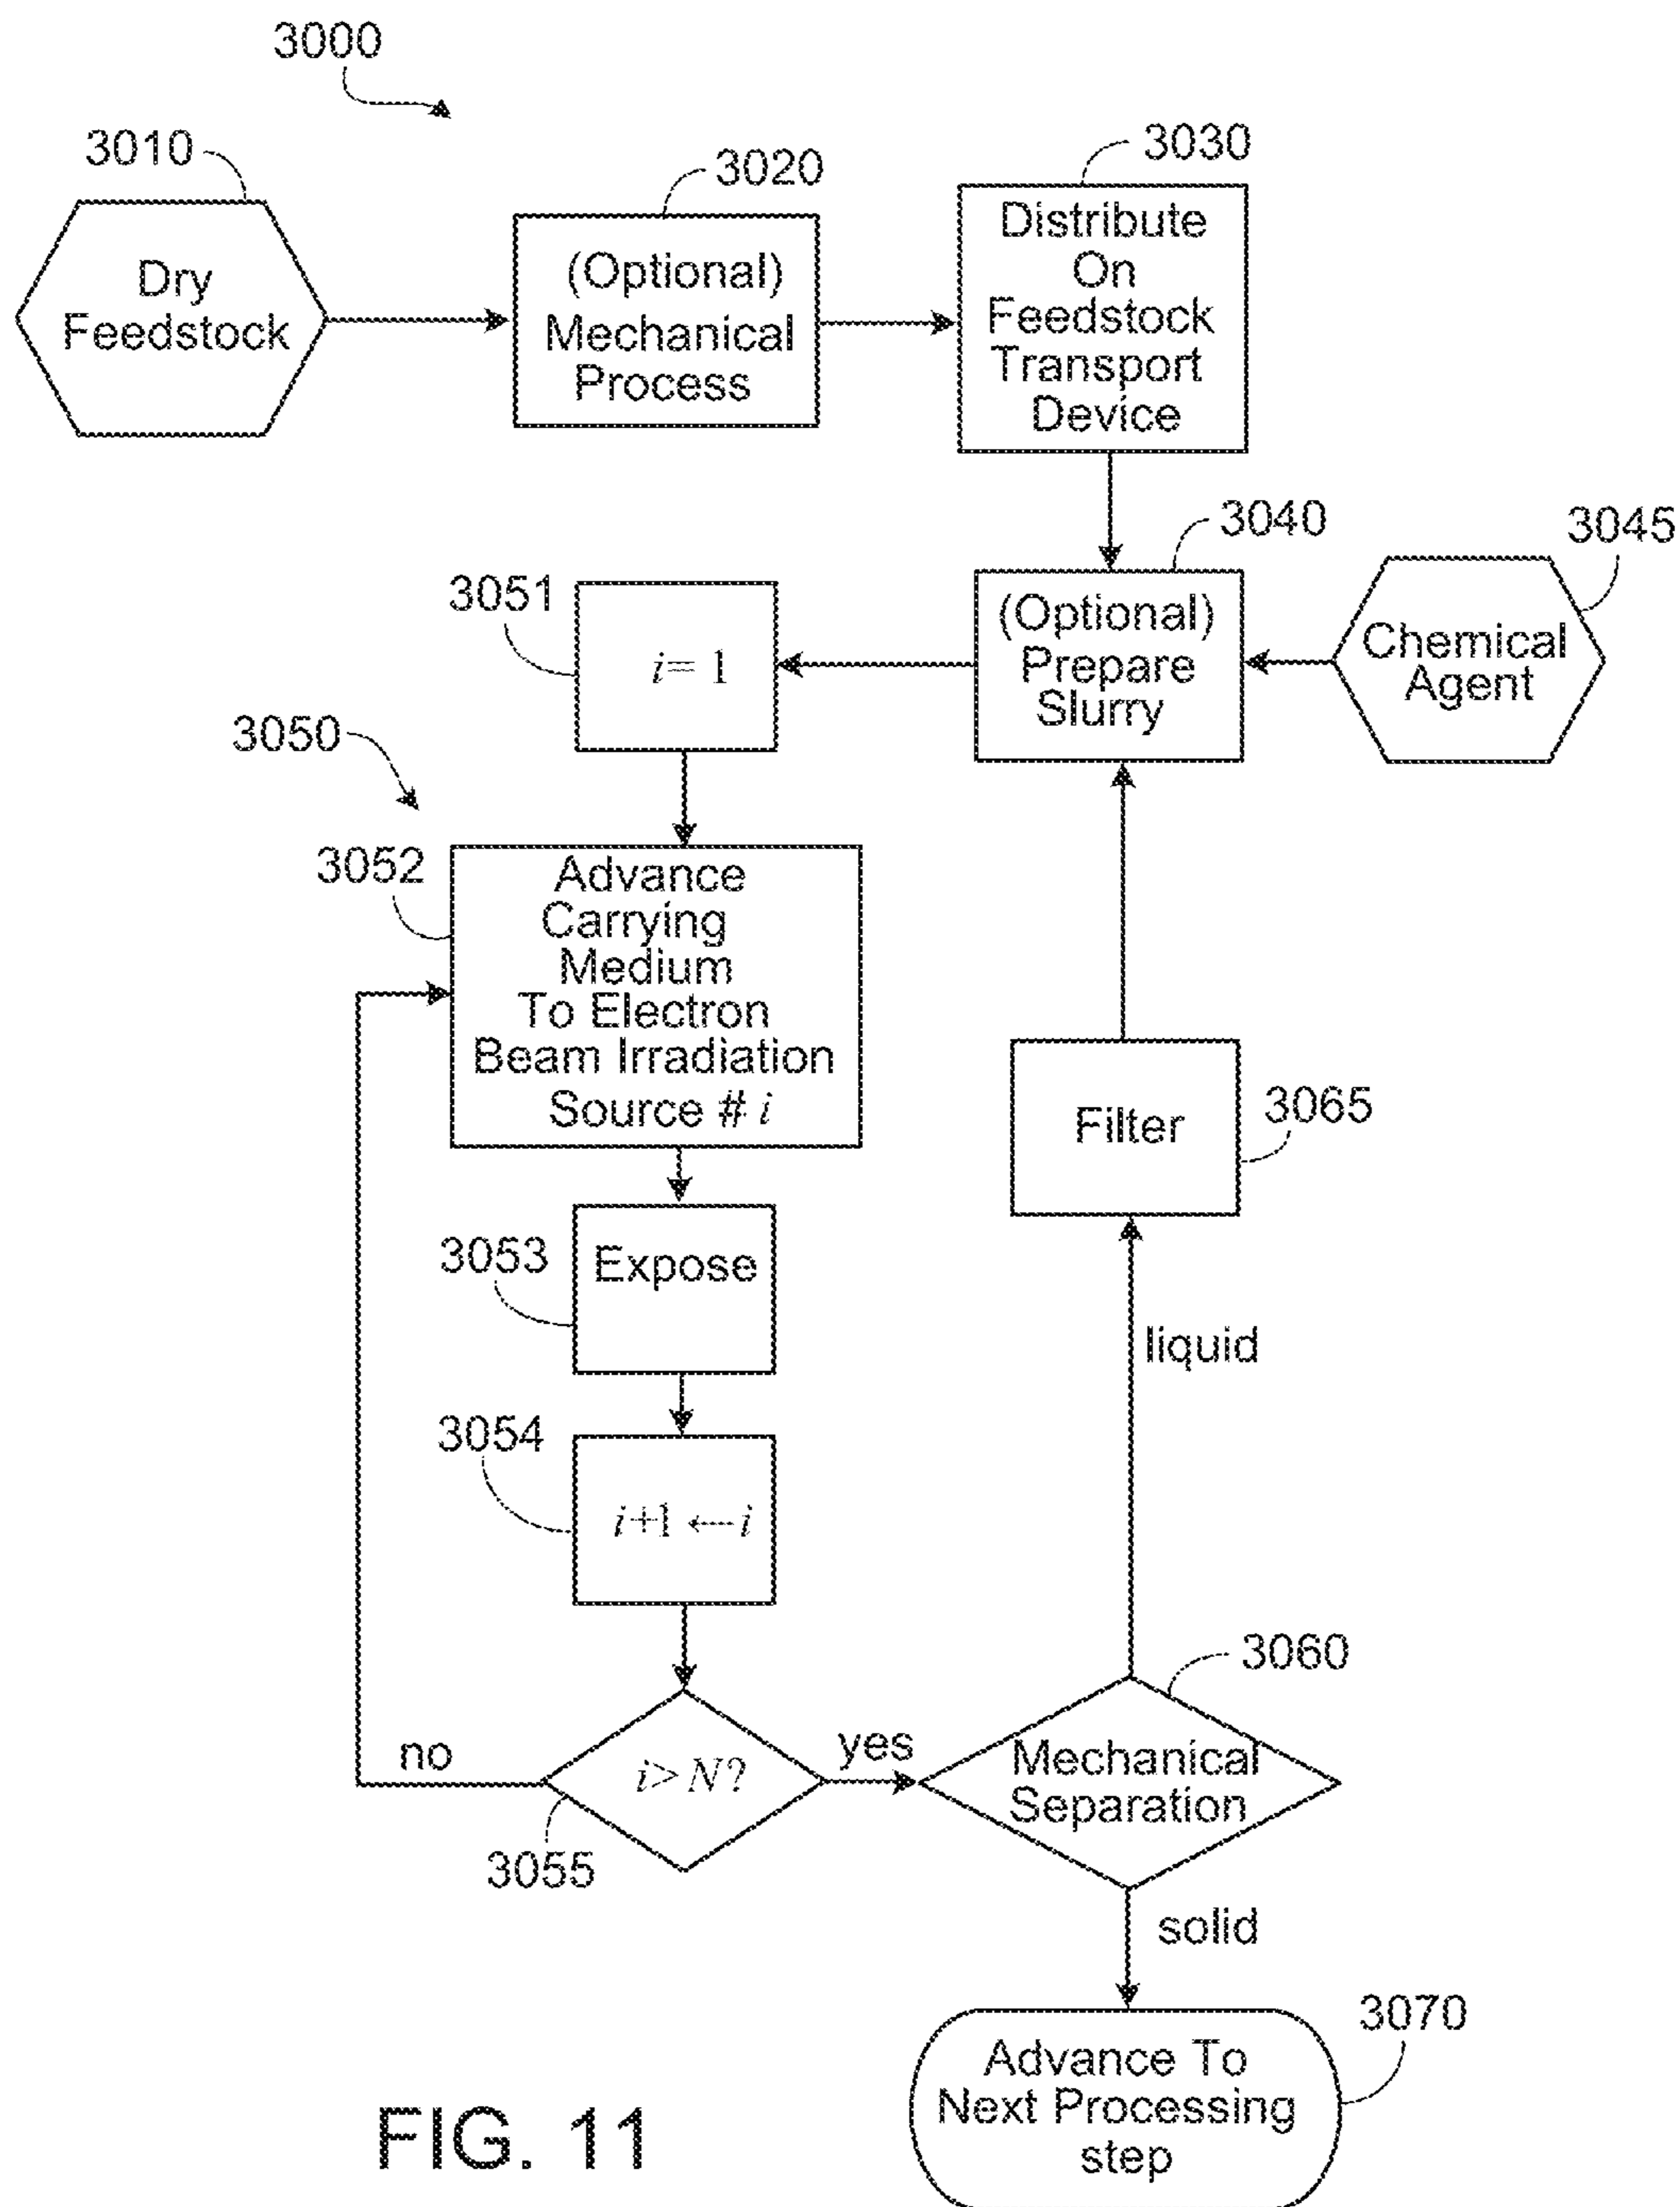 3000
3010
Dry
Feedstock
3020
(Optional)
Mechanical
Process
3030
Distribute
On
Feedstock
Transport
Device
3040
(Optional)
Prepare
Slurry
3045
Chemical
Agent
3051
i= 1
3050
3052
Advance
Carrying
Medium
To Electron
Beam Irradiation
Source # i
3053
Expose
3054
i+1 ←i
3055
i>N?
no
yes
3060
Mechanical
Separation
liquid
Filter
3065
solid
3070
Advance To
Next Processing
step
FIG. 11